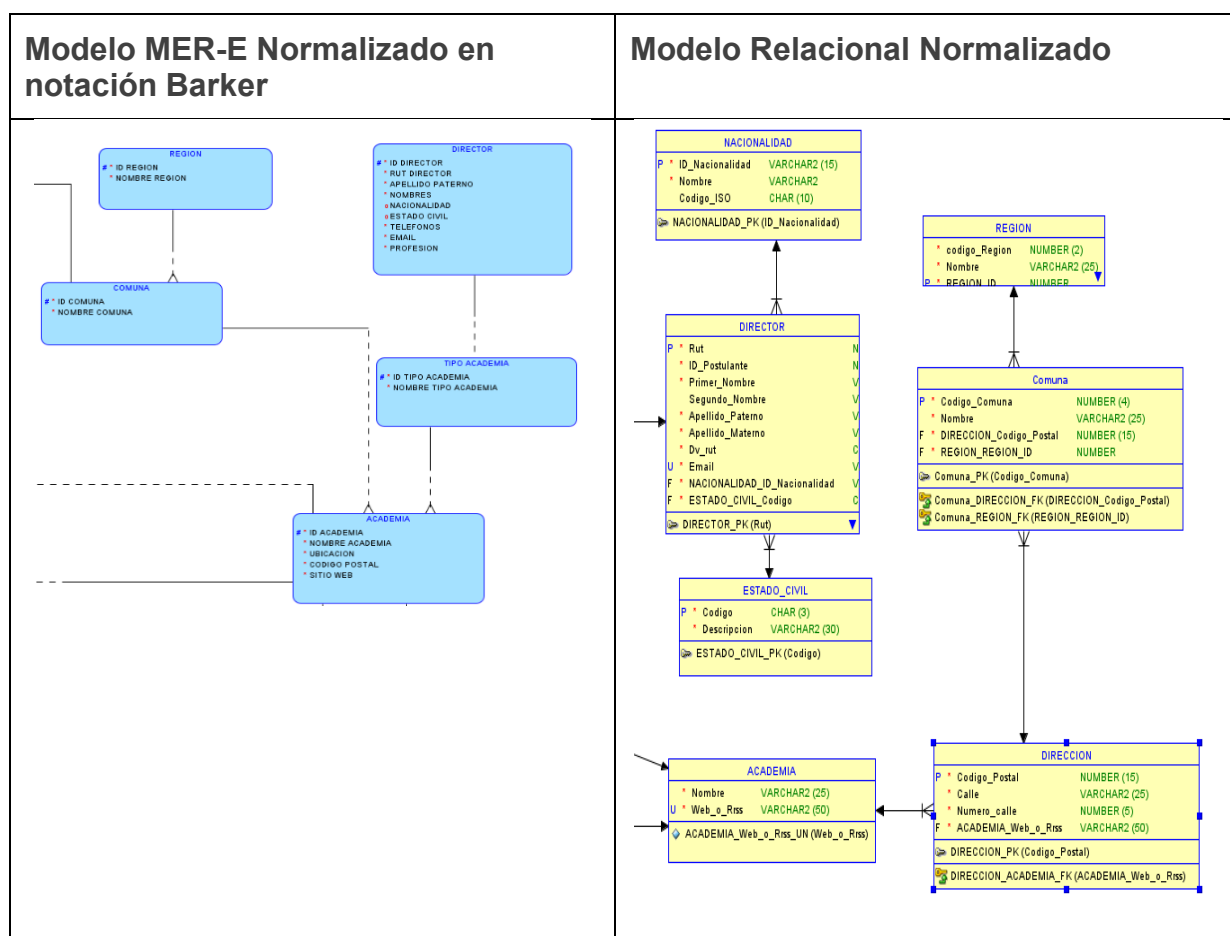 Modelo MER-E Normalizado en
notación Barker
Modelo Relacional Normalizado
REGION
# * ID REGION
* NOMBRE REGION
DIRECTOR
# * ID DIRECTOR
* RUT DIRECTOR
* APELLIDO PATERNO
* NOMBRES
o NACIONALIDAD
o ESTADO CIVIL
* TELEFONOS
* EMAIL
* PROFESION
COMUNA
# * ID COMUNA
* NOMBRE COMUNA
TIPO ACADEMIA
# * ID TIPO ACADEMIA
* NOMBRE TIPO ACADEMIA
ACADEMIA
# * ID ACADEMIA
* NOMBRE ACADEMIA
* UBICACION
* CODIGO POSTAL
* SITIO WEB
NACIONALIDAD
P * ID_Nacionalidad VARCHAR2 (15)
* Nombre VARCHAR2
Codigo_ISO CHAR (10)
NACIONALIDAD_PK (ID_Nacionalidad)
REGION
* codigo_Region NUMBER (2)
* Nombre VARCHAR2 (25)
P * REGION_ID NUMBER
DIRECTOR
P * Rut N
* ID_Postulante N
* Primer_Nombre V
Segundo_Nombre V
* Apellido_Paterno V
* Apellido_Materno V
* Dv_rut C
U * Email V
F * NACIONALIDAD_ID_Nacionalidad V
F * ESTADO_CIVIL_Codigo C
DIRECTOR_PK (Rut)
Comuna
P * Codigo_Comuna NUMBER (4)
* Nombre VARCHAR2 (25)
F * DIRECCION_Codigo_Postal NUMBER (15)
F * REGION_REGION_ID NUMBER
Comuna_PK (Codigo_Comuna)
Comuna_DIRECCION_FK (DIRECCION_Codigo_Postal)
Comuna_REGION_FK (REGION_REGION_ID)
ESTADO_CIVIL
P * Codigo CHAR (3)
* Descripcion VARCHAR2 (30)
ESTADO_CIVIL_PK (Codigo)
ACADEMIA
* Nombre VARCHAR2 (25)
U * Web_o_Rrss VARCHAR2 (50)
ACADEMIA_Web_o_Rrss_UN (Web_o_Rrss)
DIRECCION
P * Codigo_Postal NUMBER (15)
* Calle VARCHAR2 (25)
* Numero_calle NUMBER (5)
F * ACADEMIA_Web_o_Rrss VARCHAR2 (50)
DIRECCION_PK (Codigo_Postal)
DIRECCION_ACADEMIA_FK (ACADEMIA_Web_o_Rrss)